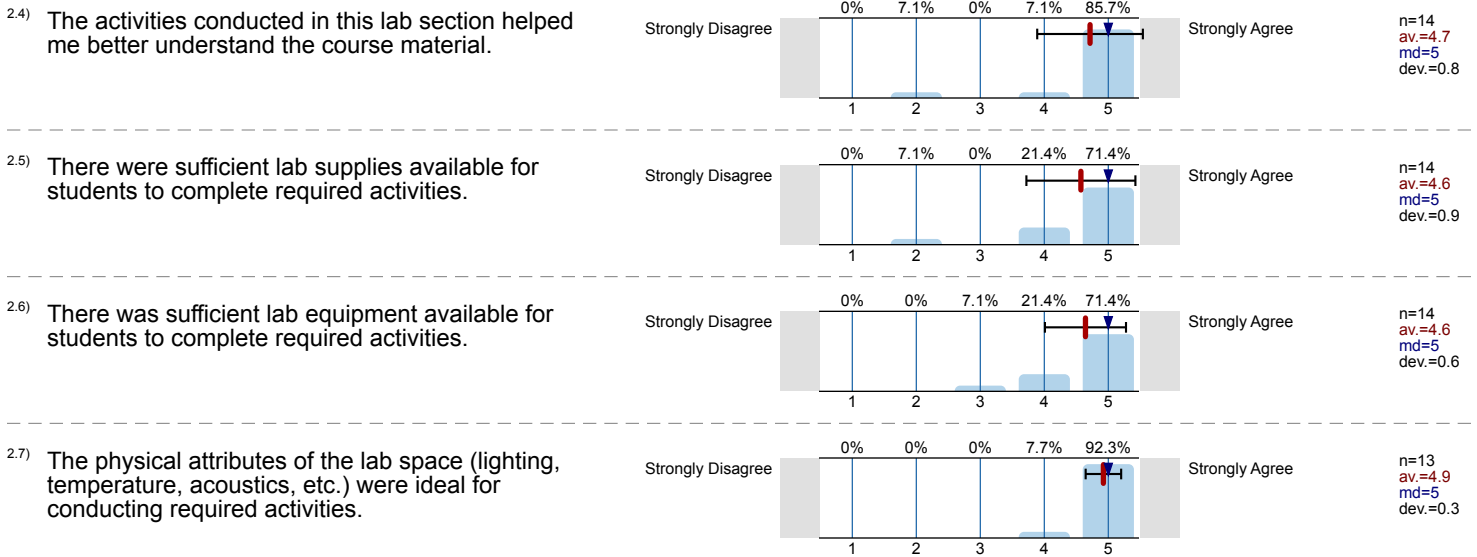 2.4) The activities conducted in this lab section helped
me better understand the course material.
0% 7.1% 0% 7.1% 85.7%
Strongly Disagree
Strongly Agree
1 2 3 4 5
n=14
av.=4.7
md=5
dev.=0.8
2.5) There were sufficient lab supplies available for
students to complete required activities.
0% 7.1% 0% 21.4% 71.4%
Strongly Disagree
Strongly Agree
1 2 3 4 5
n=14
av.=4.6
md=5
dev.=0.9
2.6) There was sufficient lab equipment available for
students to complete required activities.
0% 0% 7.1% 21.4% 71.4%
Strongly Disagree
Strongly Agree
1 2 3 4 5
n=14
av.=4.6
md=5
dev.=0.6
2.7) The physical attributes of the lab space (lighting,
temperature, acoustics, etc.) were ideal for
conducting required activities.
0% 0% 0% 7.7% 92.3%
Strongly Disagree
Strongly Agree
1 2 3 4 5
n=13
av.=4.9
md=5
dev.=0.3